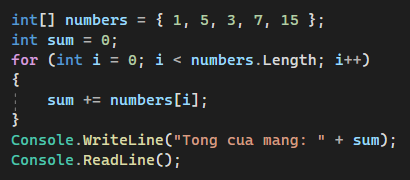 int[] numbers = { 1, 5, 3, 7, 15 };
int sum = 0;
for (int i = 0; i < numbers.Length; i++)
{
    sum += numbers[i];
}
Console.WriteLine("Tong cua mang: " + sum);
Console.ReadLine();